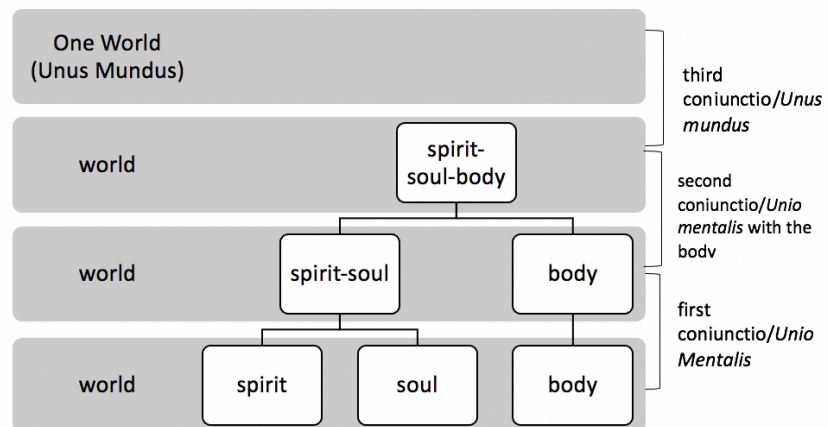 One World
(Unus Mundus)
third
coniunctio/Unus
mundus
world
spirit-
soul-body
second
coniunctio/Unio
mentalis with the
body
world
spirit-soul
body
first
coniunctio/Unio
Mentalis
world
spirit
soul
body